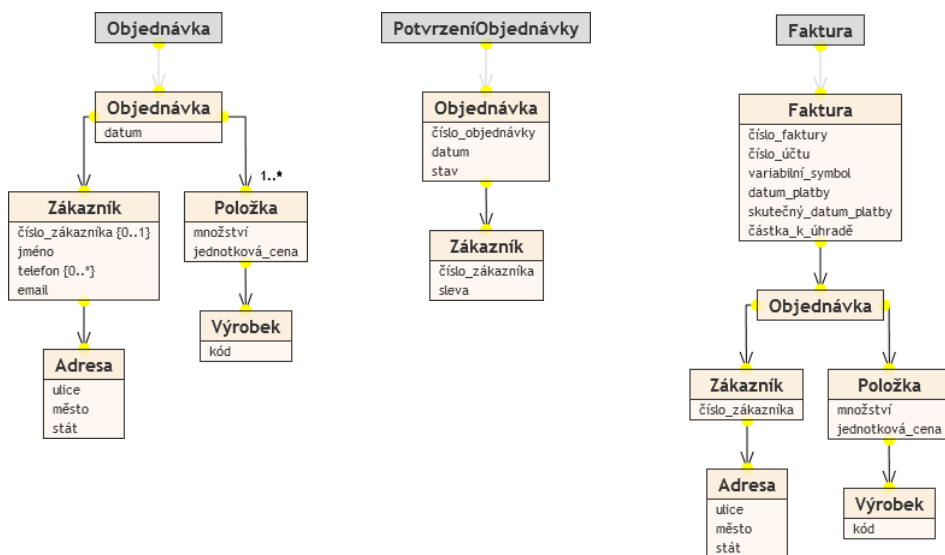 Objednávka
Objednávka
datum
1..*
Zákazník
číslo_zákazníka {0..1}
jméno
telefon {0..*}
email
Položka
množství
jednotková_cena
Adresa
ulice
město
stát
Výrobek
kód
PotvrzeníObjednávky
Objednávka
číslo_objednávky
datum
stav
Zákazník
číslo_zákazníka
sleva
Faktura
Faktura
číslo_faktury
číslo_účtu
variabilní_symbol
datum_platby
skutečný_datum_platby
částka_k_úhradě
Objednávka
Zákazník
číslo_zákazníka
Položka
množství
jednotková_cena
Adresa
ulice
město
stát
Výrobek
kód